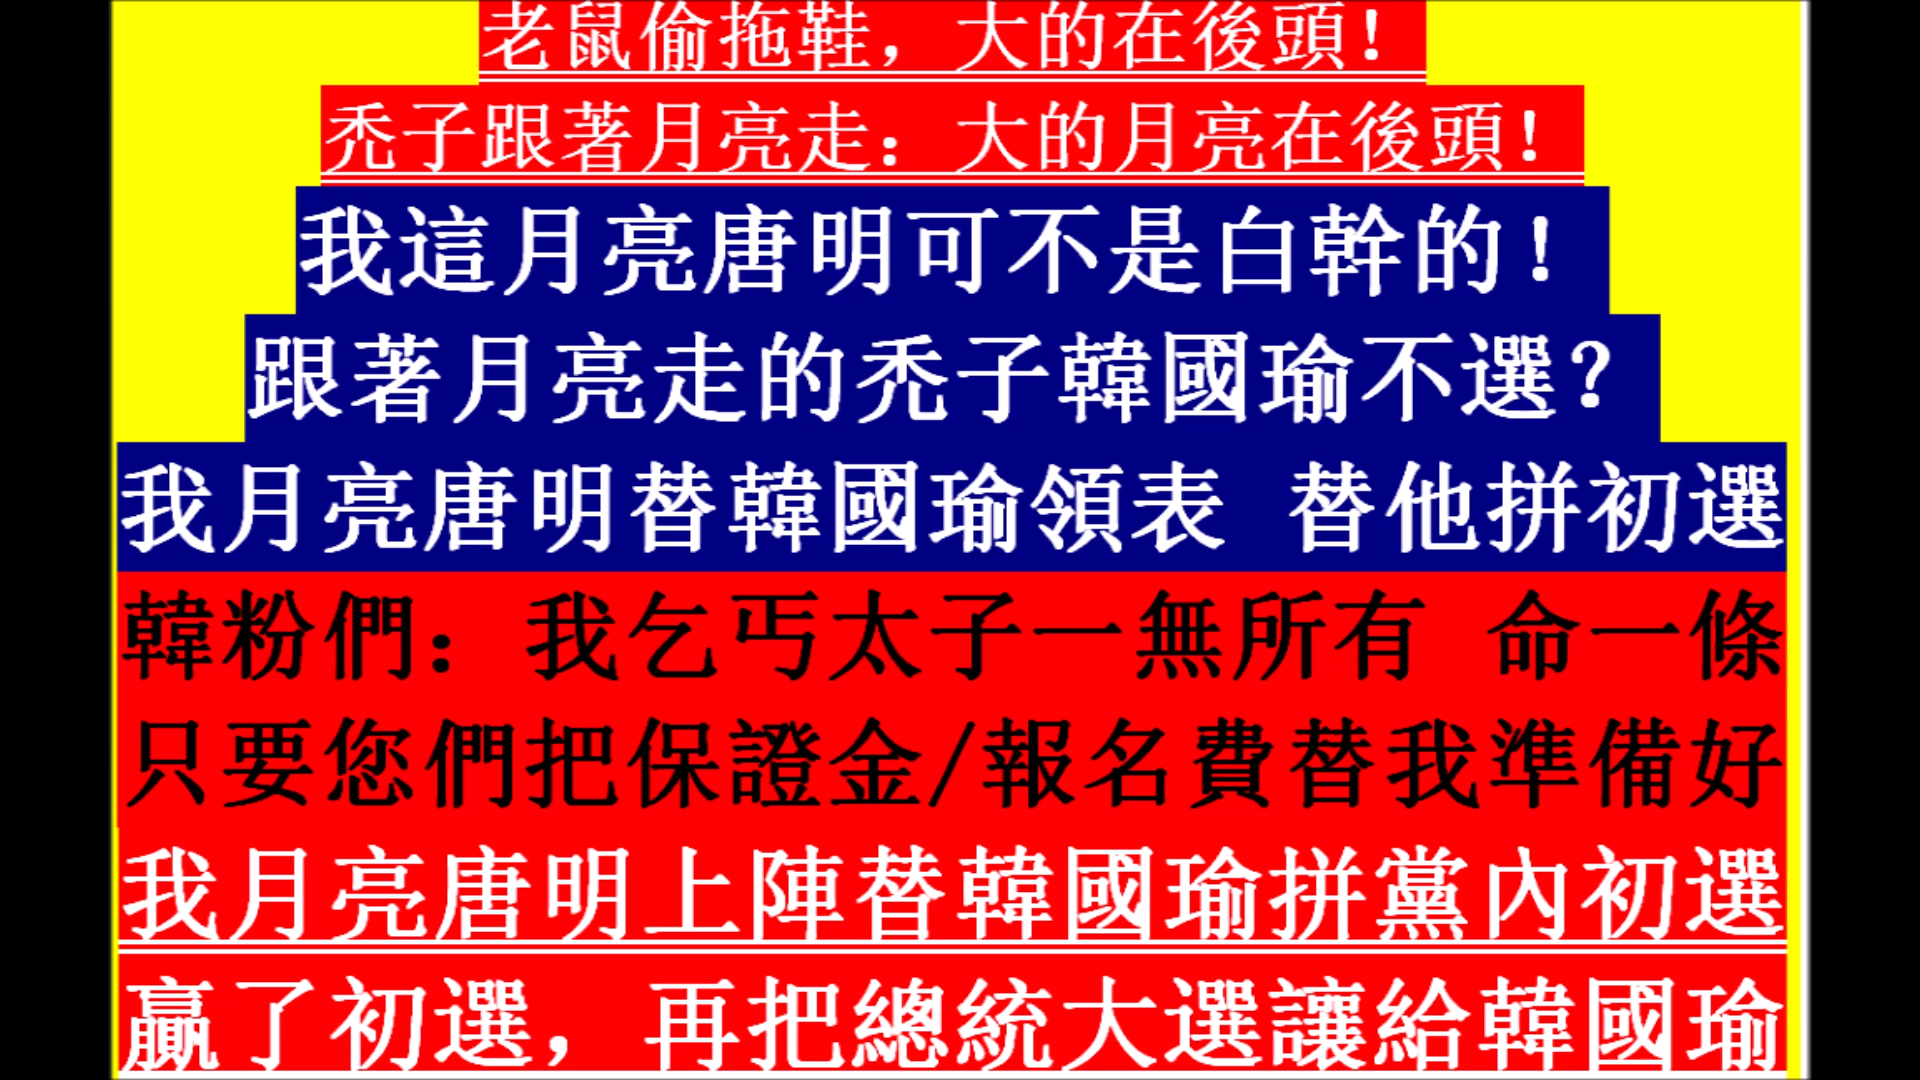 老鼠偷拖鞋，大的在後頭！
禿子跟著月亮走：大的月亮在後頭！
我這月亮唐明可不是白幹的！
跟著月亮走的禿子韓國瑜不選？
我月亮唐明替韓國瑜領表 替他拼初選
韓粉們：我乞丐太子一無所有 命一條
只要您們把保證金/報名費替我準備好
我月亮唐明上陣替韓國瑜拼黨內初選
贏了初選，再把總統大選讓給韓國瑜